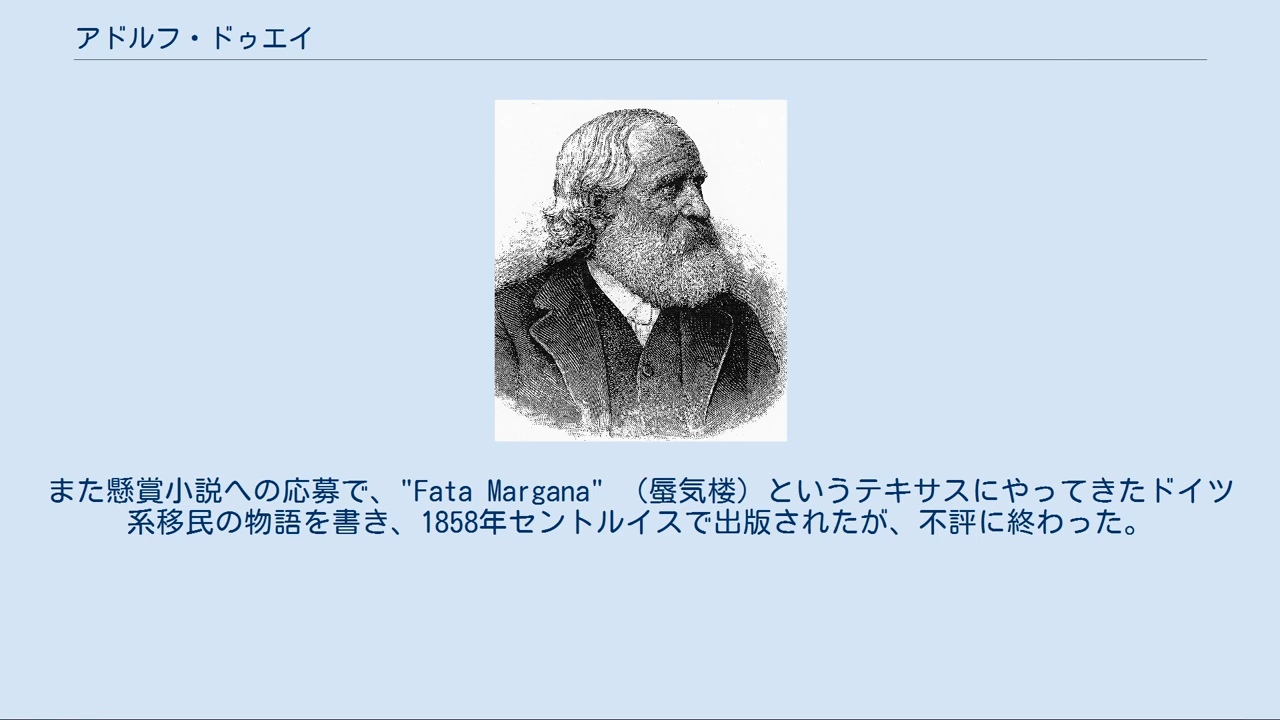 アドルフ・ドゥエイ
また懸賞小説への応募で、"Fata Margana" （蜃気楼）というテキサスにやってきたドイツ
系移民の物語を書き、1858年セントルイスで出版されたが、不評に終わった。